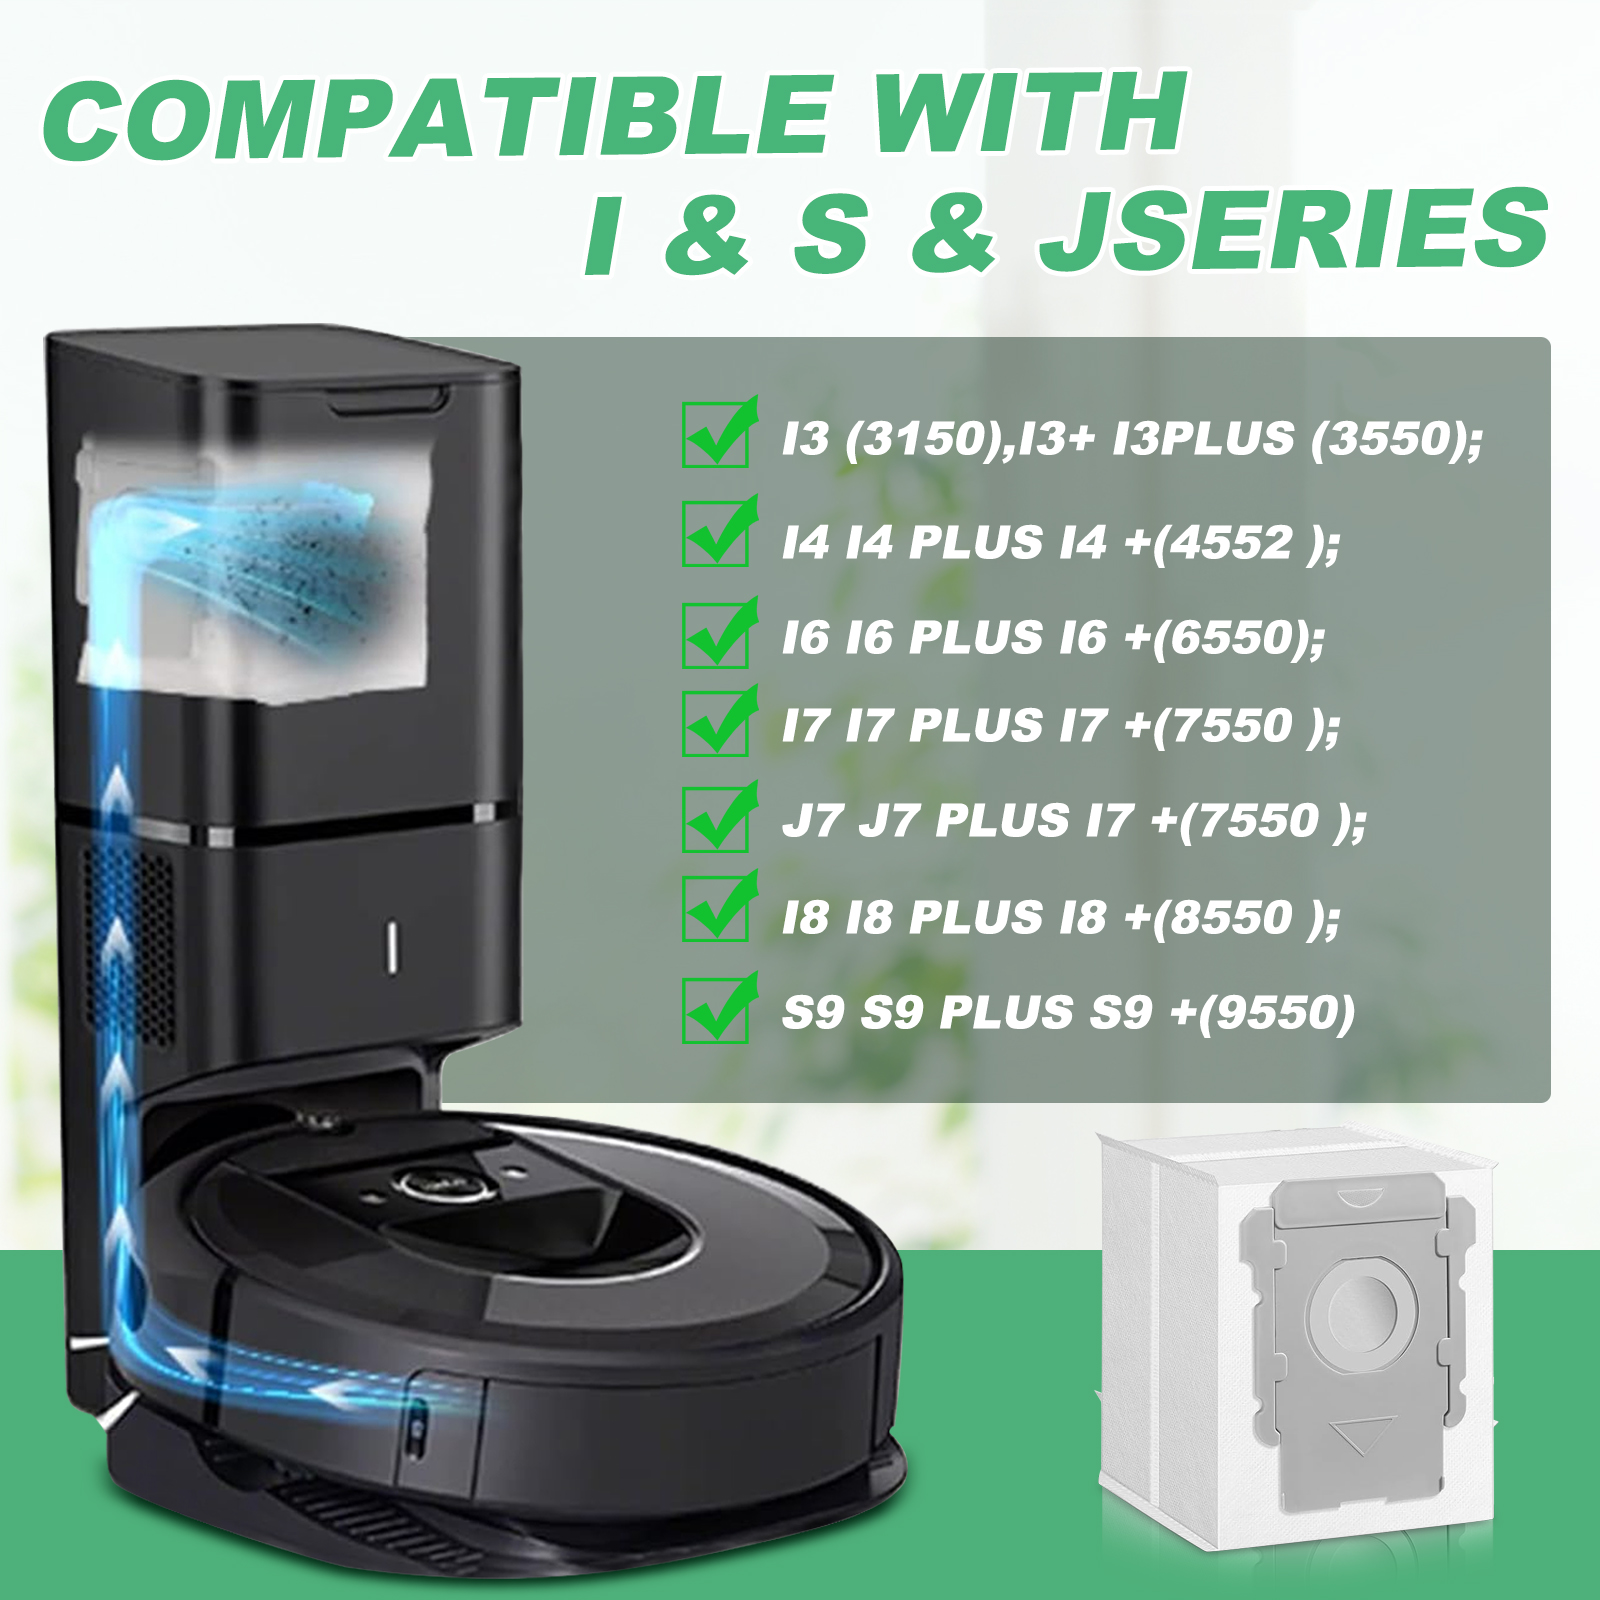 COMPATIBLE WITH
I & S & JSERIES
I3 (3150),I3+ I3PLUS (3550);
I4 I4 PLUS I4 +(4552 );
I6 I6 PLUS I6 +(6550);
I7 I7 PLUS I7 +(7550 );
J7 J7 PLUS I7 +(7550 );
I8 I8 PLUS I8 +(8550 );
S9 S9 PLUS S9 +(9550)